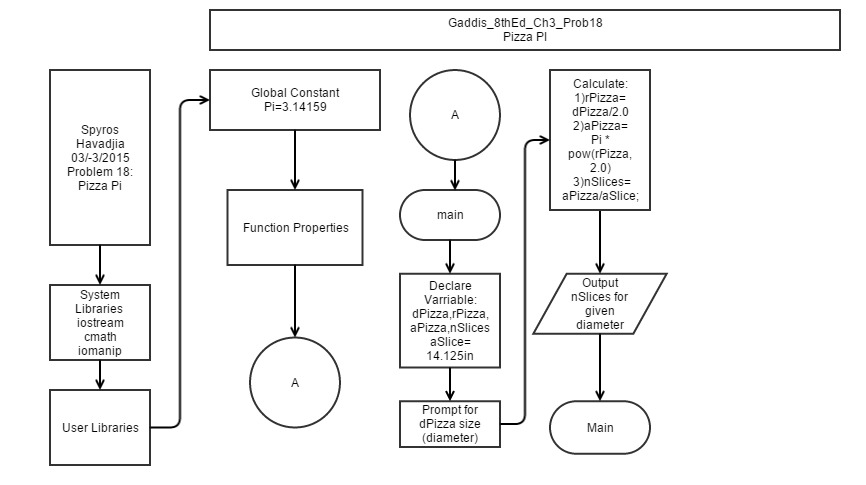 Gaddis_8thEd_Ch3_Prob18
Pizza PI
Spyros
Havadjia
03/-3/2015
Problem 18:
Pizza Pi
System
Libraries
iostream
cmath
iomanip
User Libraries
Global Constant
Pi=3.14159
Function Properties
A
A
main
Declare
Varriable:
dPizza,rPizza,
aPizza,nSlices
aSlice=
14.125in
Prompt for
dPizza size
(diameter)
Calculate:
1)rPizza=
dPizza/2.0
2)aPizza=
Pi *
pow(rPizza,
2.0)
3)nSlices=
aPizza/aSlice;
Output
nSlices for
given
diameter
Main